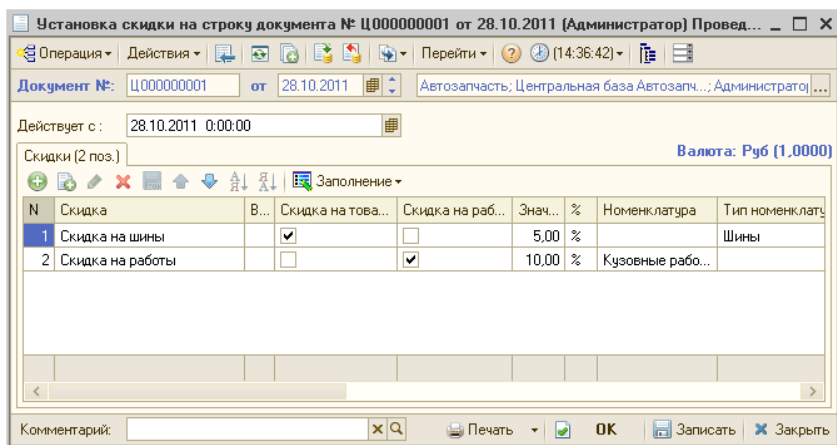 Установка скидки на строку документа № Ц000000001 от 28.10.2011 (Администратор) Провед...
Операция Действия Перейти (14:36:42)
Документ №: Ц000000001 от 28.10.2011 Автозапчасть; Центральная база Автозапч...; Администратор ...
Действует с : 28.10.2011 0:00:00
Скидки (2 поз.) Валюта: Руб (1,0000)
Заполнение
N Скидка В... Скидка на това... Скидка на раб... Знач... % Номенклатура Тип номенклату
1 Скидка на шины 5,00 % Шины
2 Скидка на работы 10,00 % Кузовные рабо...
Комментарий: Печать ОК Записать Закрыть